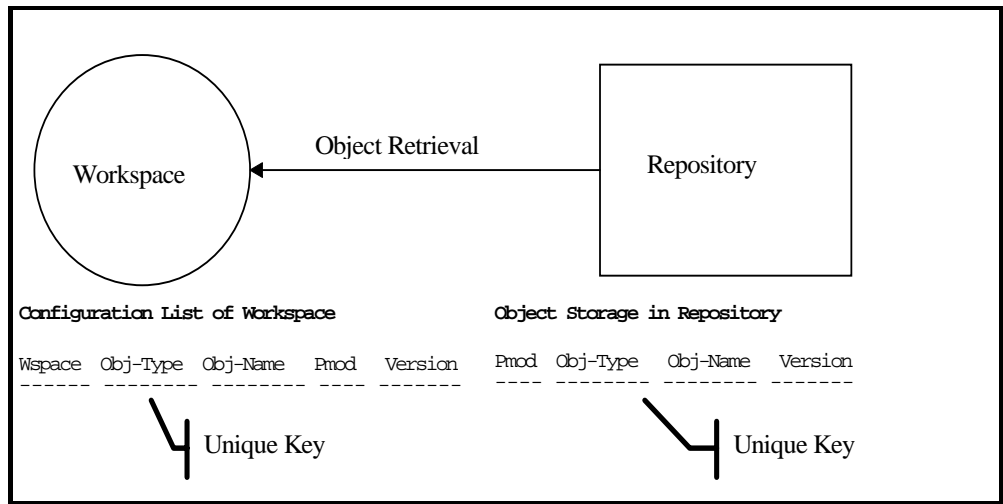 Object Retrieval
Workspace
Repository
Configuration List of Workspace
Wspace Obj-Type Obj-Name Pmod Version
------ -------- -------- ---- -------
Unique Key
Object Storage in Repository
Pmod Obj-Type Obj-Name Version
---- -------- -------- -------
Unique Key